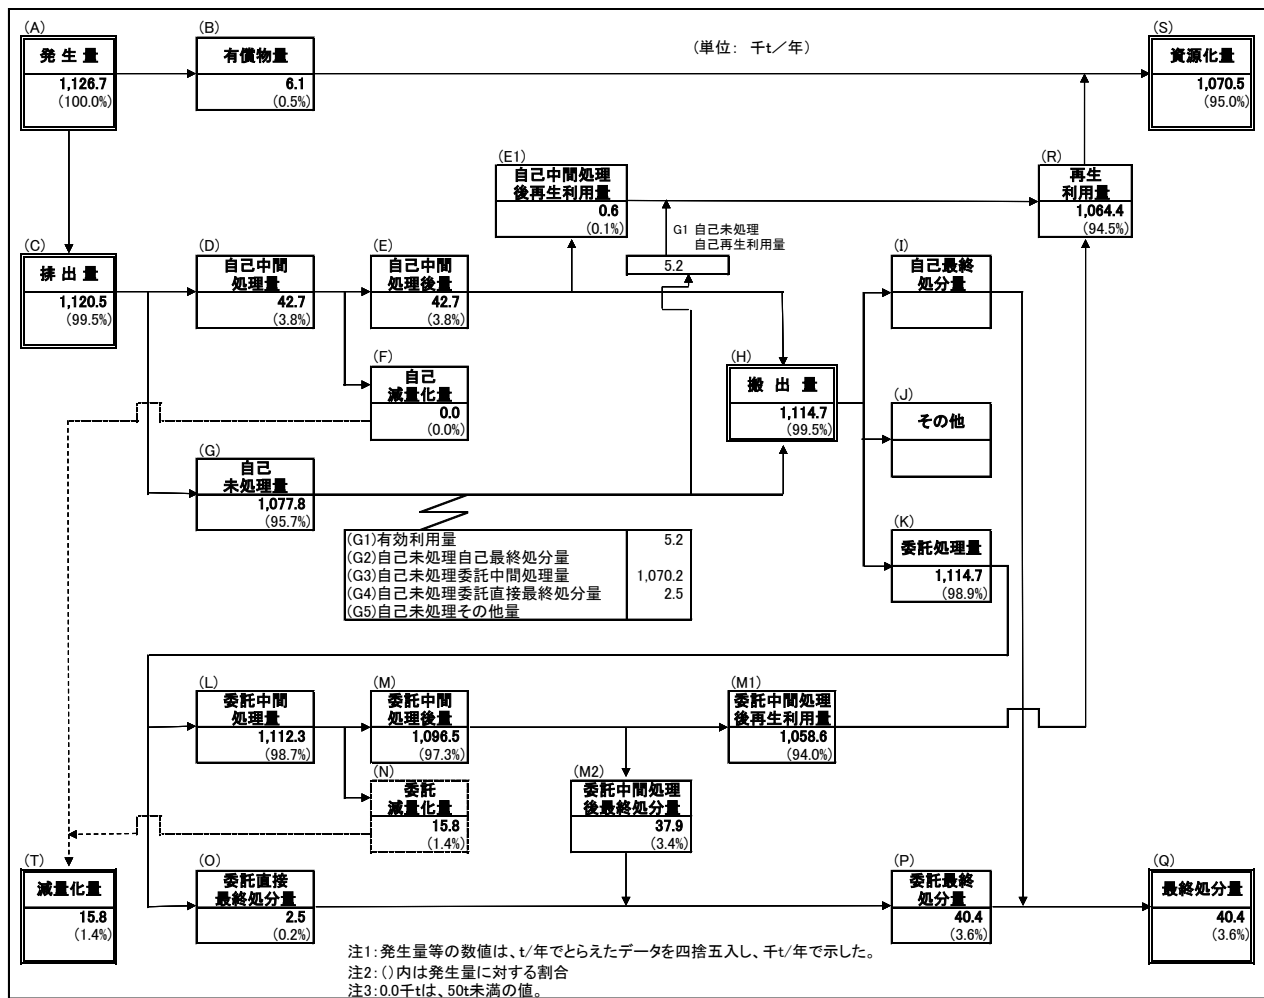 (A)
発 生 量
1,126.7
(100.0%)
(B)
有償物量
6.1
(0.5%)
(単位: 千t/年)
(S)
資源化量
1,070.5
(95.0%)
(E1)
自己中間処理
後再生利用量
0.6
(0.1%)
G1 自己未処理
自己再生利用量
5.2
(R)
再生
利用量
1,064.4
(94.5%)
(C)
排 出 量
1,120.5
(99.5%)
(D)
自己中間
処理量
42.7
(3.8%)
(E)
自己中間
処理後量
42.7
(3.8%)
(I)
自己最終
処分量
(F)
自己
減量化量
0.0
(0.0%)
(H)
搬 出 量
1,114.7
(99.5%)
(J)
その他
(G)
自己
未処理量
1,077.8
(95.7%)
(G1)有効利用量 5.2
(G2)自己未処理自己最終処分量
(G3)自己未処理委託中間処理量 1,070.2
(G4)自己未処理委託直接最終処分量 2.5
(G5)自己未処理その他量
(K)
委託処理量
1,114.7
(98.9%)
(L)
委託中間
処理量
1,112.3
(98.7%)
(M)
委託中間
処理後量
1,096.5
(97.3%)
(M1)
委託中間処理
後再生利用量
1,058.6
(94.0%)
(N)
委託
減量化量
15.8
(1.4%)
(M2)
委託中間処理
後最終処分量
37.9
(3.4%)
(T)
減量化量
15.8
(1.4%)
(O)
委託直接
最終処分量
2.5
(0.2%)
(P)
委託最終
処分量
40.4
(3.6%)
(Q)
最終処分量
40.4
(3.6%)
注1:発生量等の数値は、t/年でとらえたデータを四捨五入し、千t/年で示した。
注2:()内は発生量に対する割合
注3:0.0千tは、50t未満の値。